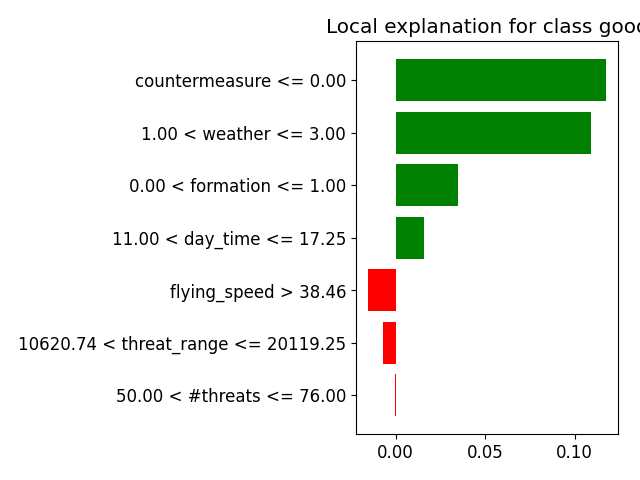 Local explanation for class good
countermeasure <= 0.00
1.00 < weather <= 3.00
0.00 < formation <= 1.00
11.00 < day_time <= 17.25
flying_speed > 38.46
10620.74 < threat_range <= 20119.25
50.00 < #threats <= 76.00
0.00 0.05 0.10